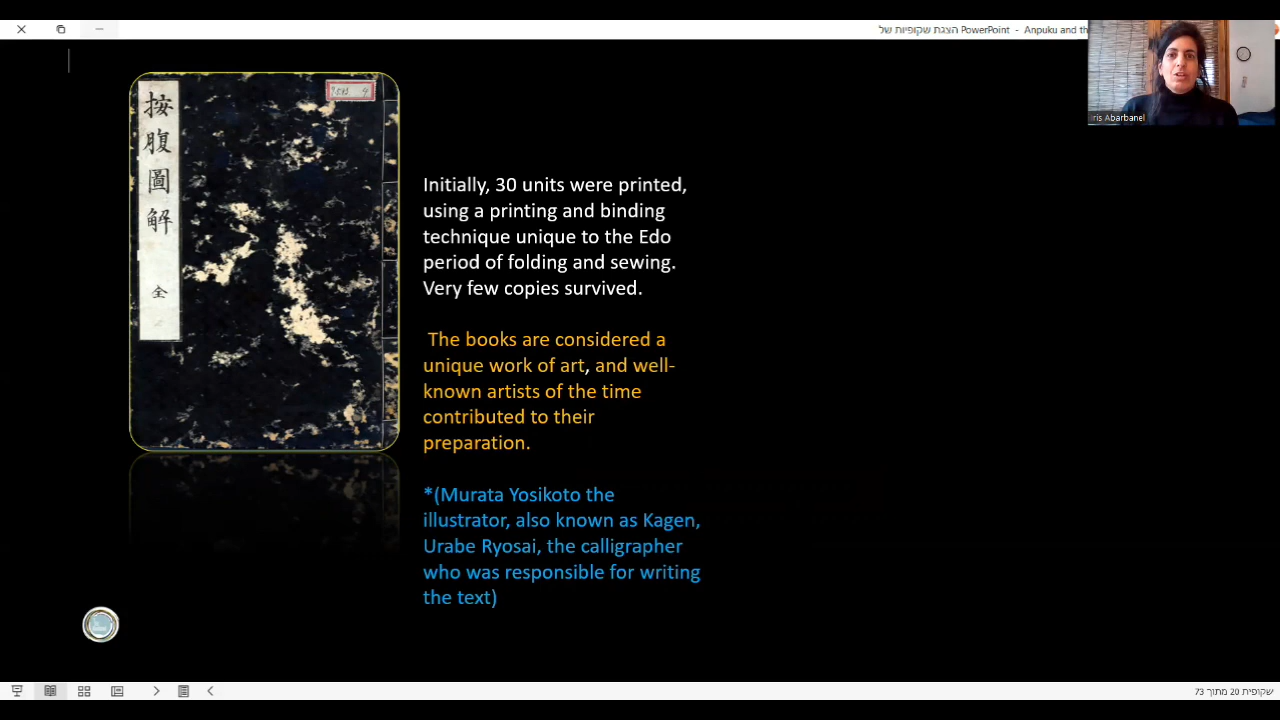 הצגת שקופיות של PowerPoint - Anpuku and th
Iris Abarbanel
按腹圖解 全
Initially, 30 units were printed,
using a printing and binding
technique unique to the Edo
period of folding and sewing.
Very few copies survived.
The books are considered a
unique work of art, and well-
known artists of the time
contributed to their
preparation.
*(Murata Yosikoto the
illustrator, also known as Kagen,
Urabe Ryosai, the calligrapher
who was responsible for writing
the text)
שקופית 20 מתוך 73